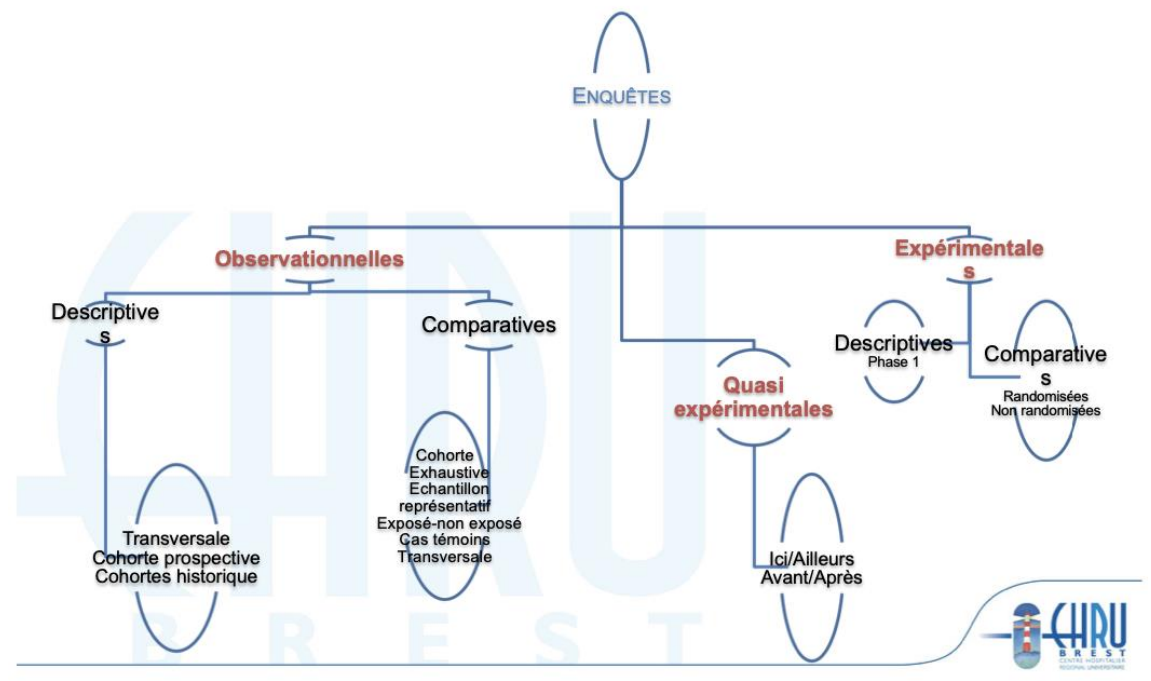 ENQUÊTES
Observationnelles
Descriptive
s
Transversale
Cohorte prospective
Cohortes historique
Comparatives
Cohorte
Exhaustive
Echantillon
représentatif
Exposé-non exposé
Cas témoins
Transversale
Quasi
expérimentales
Ici/Ailleurs
Avant/Après
Expérimentale
s
Descriptives
Phase 1
Comparative
s
Randomisées
Non randomisées
CHRU
BREST
CHRU
BREST
CENTRE HOSPITALIER
REGIONAL UNIVERSITAIRE